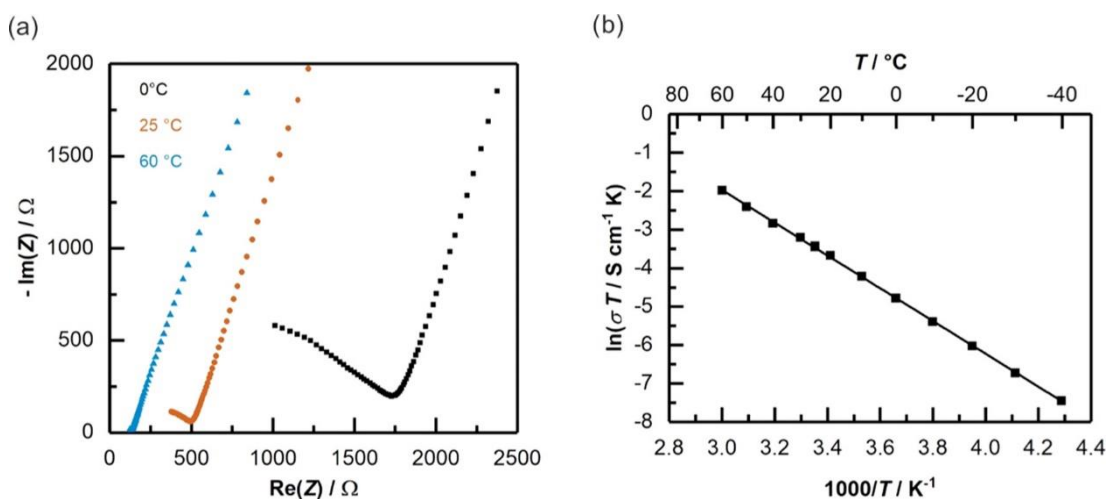 (a)
2000
1500
1000
500
0
- Im(Z) / Ω
0°C
25 °C
60 °C
0 500 1000 1500 2000 2500
Re(Z) / Ω
(b)
T / °C
80 60 40 20 0 -20 -40
0
-1
-2
-3
-4
-5
-6
-7
-8
ln(σ T / S cm⁻¹ K)
2.8 3.0 3.2 3.4 3.6 3.8 4.0 4.2 4.4
1000/T / K⁻¹